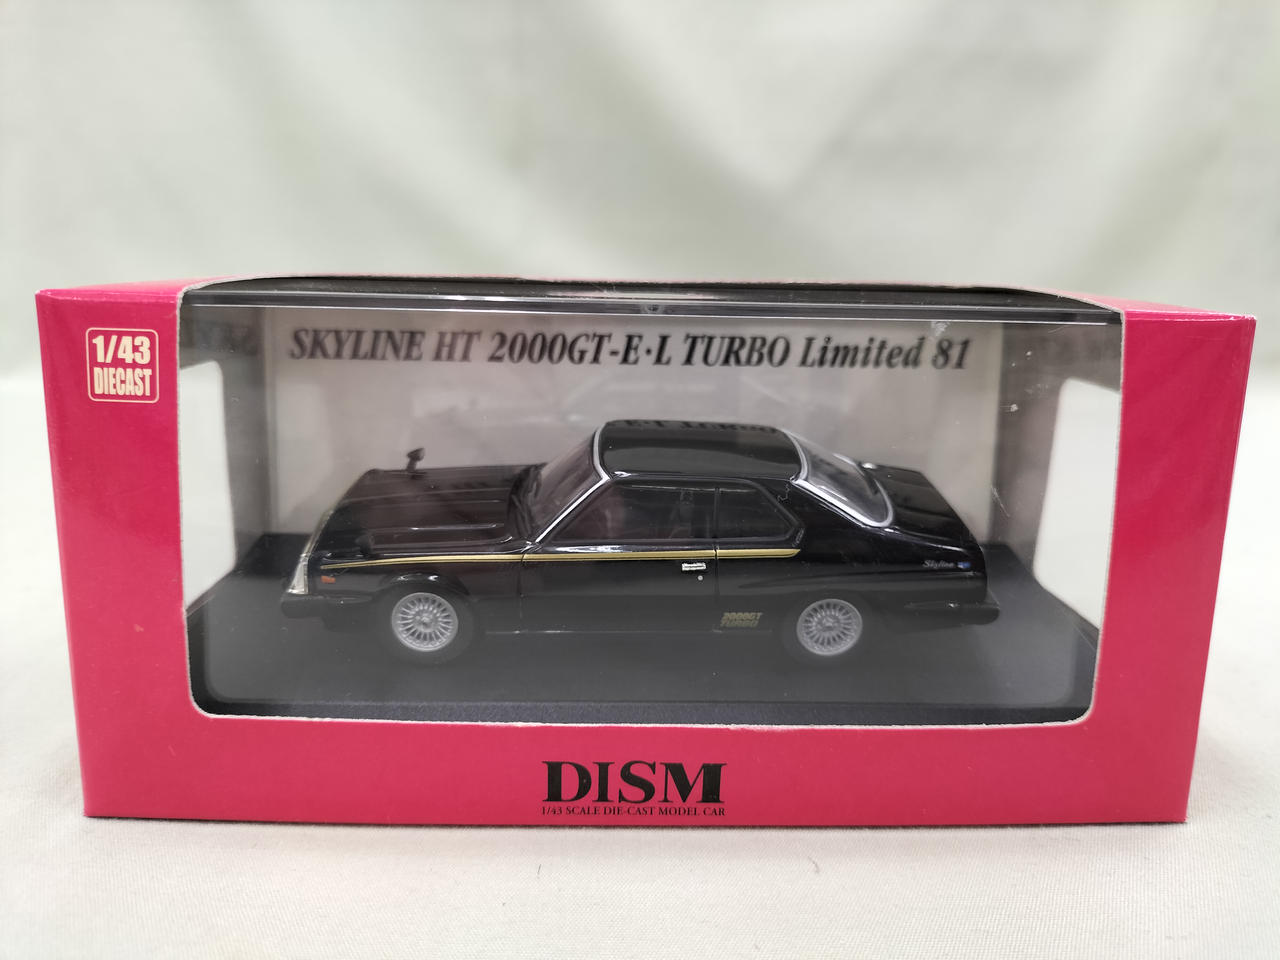 1/43
DIECAST
SKYLINE HT 2000GT-E·L TURBO Limited 81
Skyline
2000GT
TURBO
DISM
1/43 SCALE DIE-CAST MODEL CAR